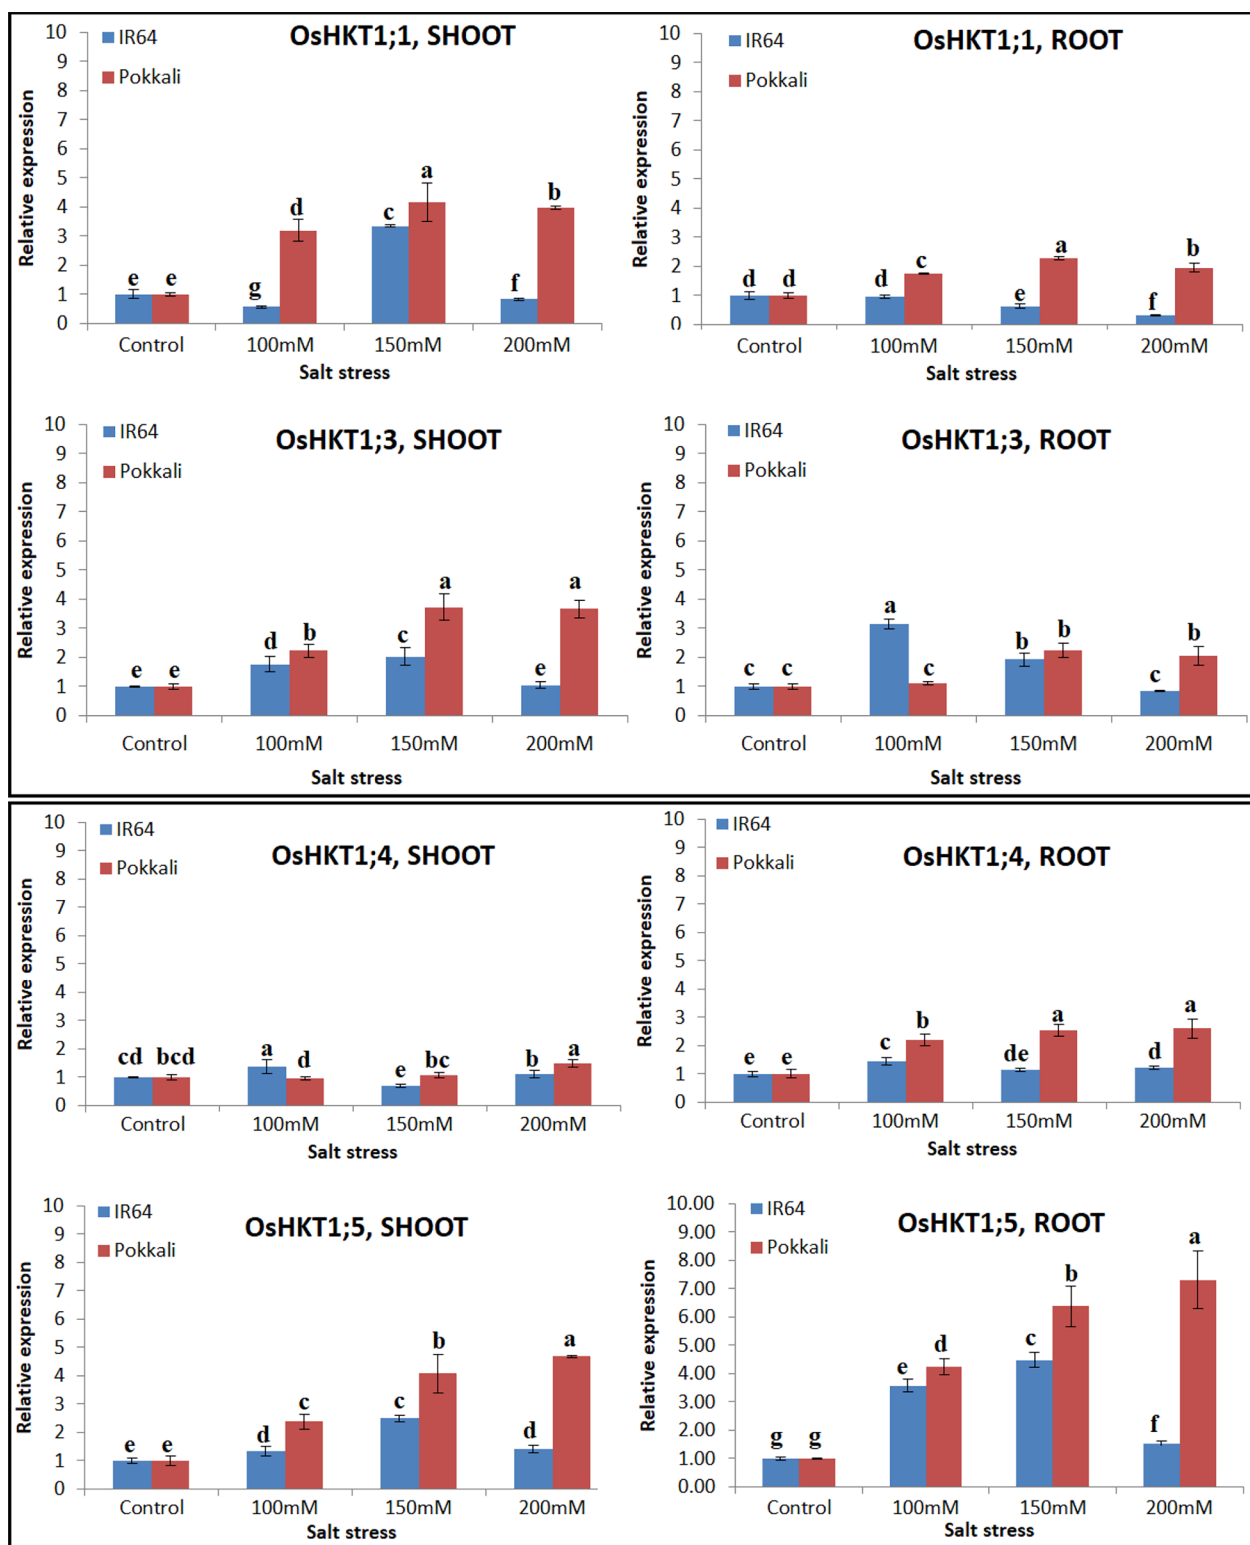 OsHKT1;1, SHOOT
IR64
Pokkali
Relative expression
10
9
8
7
6
5
4
3
2
1
0
e e g d c a f b
Control 100mM 150mM 200mM
Salt stress
OsHKT1;1, ROOT
IR64
Pokkali
Relative expression
10
9
8
7
6
5
4
3
2
1
0
d d d c e a f b
Control 100mM 150mM 200mM
Salt stress
OsHKT1;3, SHOOT
IR64
Pokkali
Relative expression
10
9
8
7
6
5
4
3
2
1
0
e e d b c a e a
Control 100mM 150mM 200mM
Salt stress
OsHKT1;3, ROOT
IR64
Pokkali
Relative expression
10
9
8
7
6
5
4
3
2
1
0
c c a c b b c b
Control 100mM 150mM 200mM
Salt stress
OsHKT1;4, SHOOT
IR64
Pokkali
Relative expression
10
9
8
7
6
5
4
3
2
1
0
cd bcd a d e bc b a
Control 100mM 150mM 200mM
Salt stress
OsHKT1;4, ROOT
IR64
Pokkali
Relative expression
10
9
8
7
6
5
4
3
2
1
0
e e c b de a d a
Control 100mM 150mM 200mM
Salt stress
OsHKT1;5, SHOOT
IR64
Pokkali
Relative expression
10
9
8
7
6
5
4
3
2
1
0
e e d c c b d a
Control 100mM 150mM 200mM
Salt stress
OsHKT1;5, ROOT
IR64
Pokkali
Relative expression
10.00
9.00
8.00
7.00
6.00
5.00
4.00
3.00
2.00
1.00
0.00
g g e d c b f a
Control 100mM 150mM 200mM
Salt stress